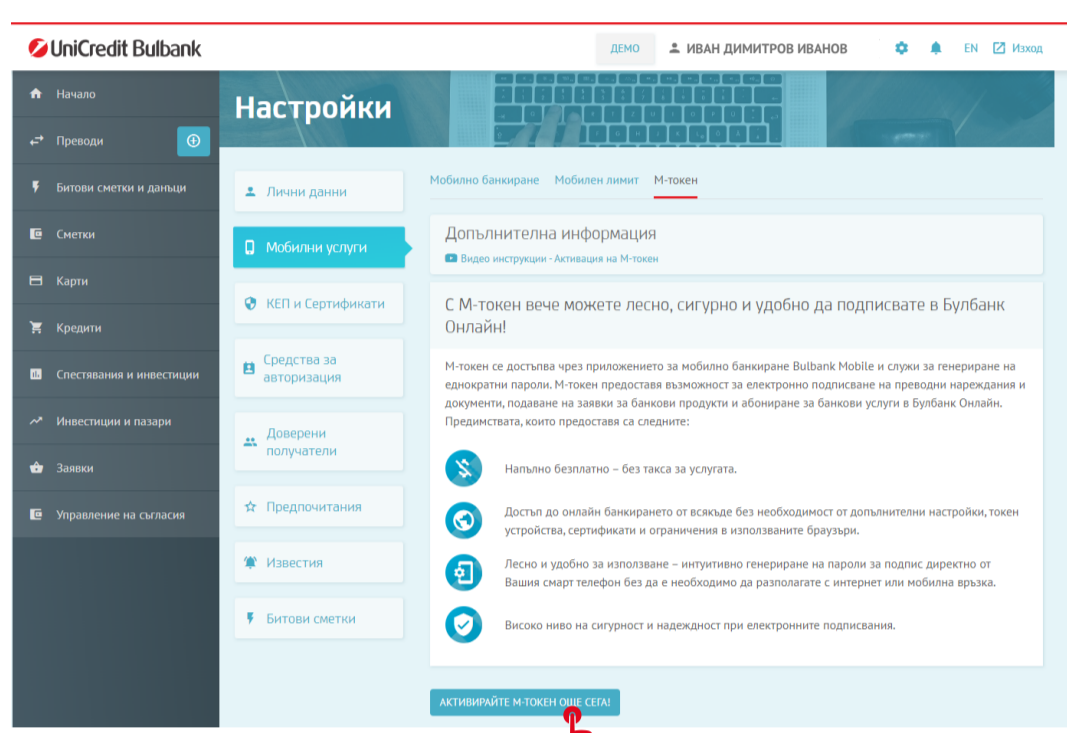 UniCredit Bulbank
ДЕМО
ИВАН ДИМИТРОВ ИВАНОВ
EN
Изход
Начало
Преводи
Битови сметки и данъци
Сметки
Карти
Кредити
Спестявания и инвестиции
Инвестиции и пазари
Заявки
Управление на съгласия
Настройки
Лични данни
Мобилни услуги
КЕП и Сертификати
Средства за
авторизация
Доверени
получатели
Предпочитания
Известия
Битови сметки
Мобилно банкиране
Мобилен лимит
М-токен
Допълнителна информация
Видео инструкции - Активация на М-токен
С М-токен вече можете лесно, сигурно и удобно да подписвате в Булбанк
Онлайн!
М-токен се достъпва чрез приложението за мобилно банкиране Bulbank Mobile и служи за генериране на
еднократни пароли. М-токен предоставя възможност за електронно подписване на преводни нареждания и
документи, подаване на заявки за банкови продукти и абониране за банкови услуги в Булбанк Онлайн.
Предимствата, които предоставя са следните:
Напълно безплатно – без такса за услугата.
Достъп до онлайн банкирането от всякъде без необходимост от допълнителни настройки, токен
устройства, сертификати и ограничения в използваните браузъри.
Лесно и удобно за използване – интуитивно генериране на пароли за подпис директно от
Вашия смарт телефон без да е необходимо да разполагате с интернет или мобилна връзка.
Високо ниво на сигурност и надеждност при електронните подписвания.
АКТИВИРАЙТЕ М-ТОКЕН ОЩЕ СЕГА!